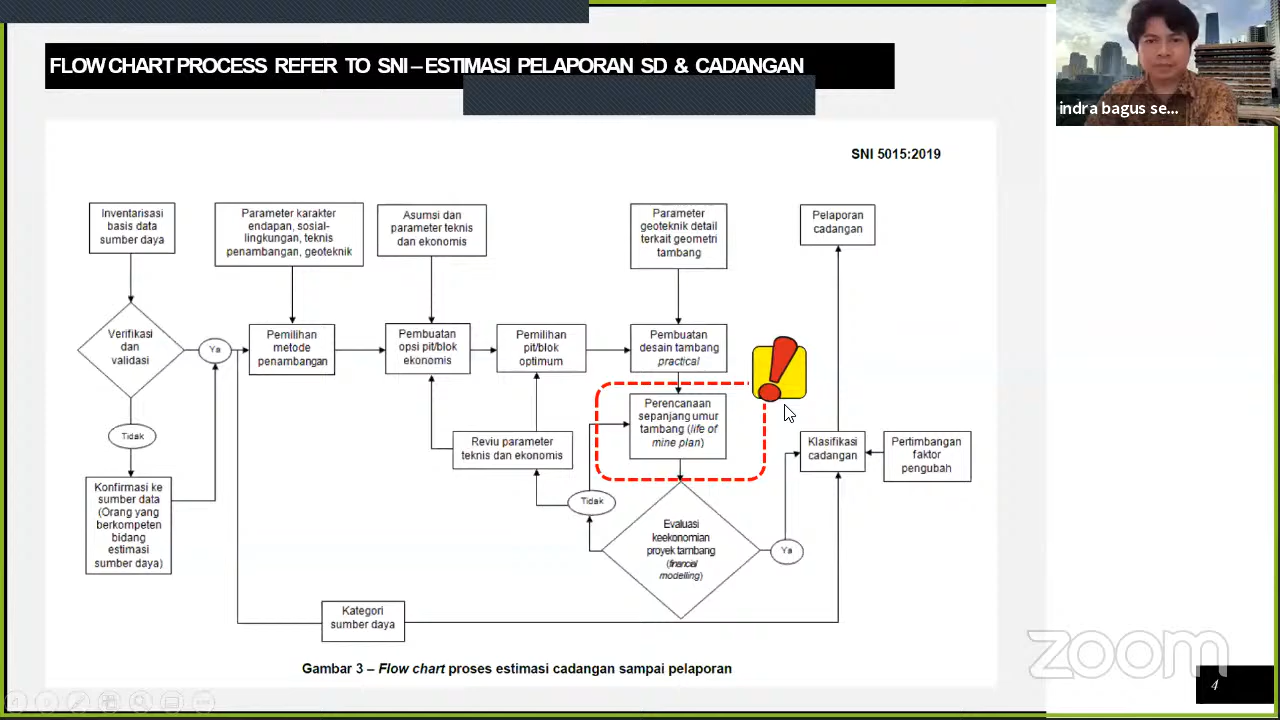 FLOW CHART PROCESS REFER TO SNI – ESTIMASI PELAPORAN SD & CADANGAN
indra bagus se...
SNI 5015:2019
Inventarisasi
basis data
sumber daya
Parameter karakter
endapan, sosial-
lingkungan, teknis
penambangan, geoteknik
Asumsi dan
parameter teknis
dan ekonomis
Parameter
geoteknik detail
terkait geometri
tambang
Pelaporan
cadangan
Verifikasi
dan
validasi
Ya
Pemilihan
metode
penambangan
Pembuatan
opsi pit/blok
ekonomis
Pemilihan
pit/blok
optimum
Pembuatan
desain tambang
practical
Perencanaan
sepanjang umur
tambang (life of
mine plan)
Tidak
Reviu parameter
teknis dan ekonomis
Klasifikasi
cadangan
Pertimbangan
faktor
pengubah
Konfirmasi ke
sumber data
(Orang yang
berkompeten
bidang
estimasi
sumber daya)
Tidak
Evaluasi
keekonomian
proyek tambang
(financial
modelling)
Ya
Kategori
sumber daya
Gambar 3 – Flow chart proses estimasi cadangan sampai pelaporan
zoom
4